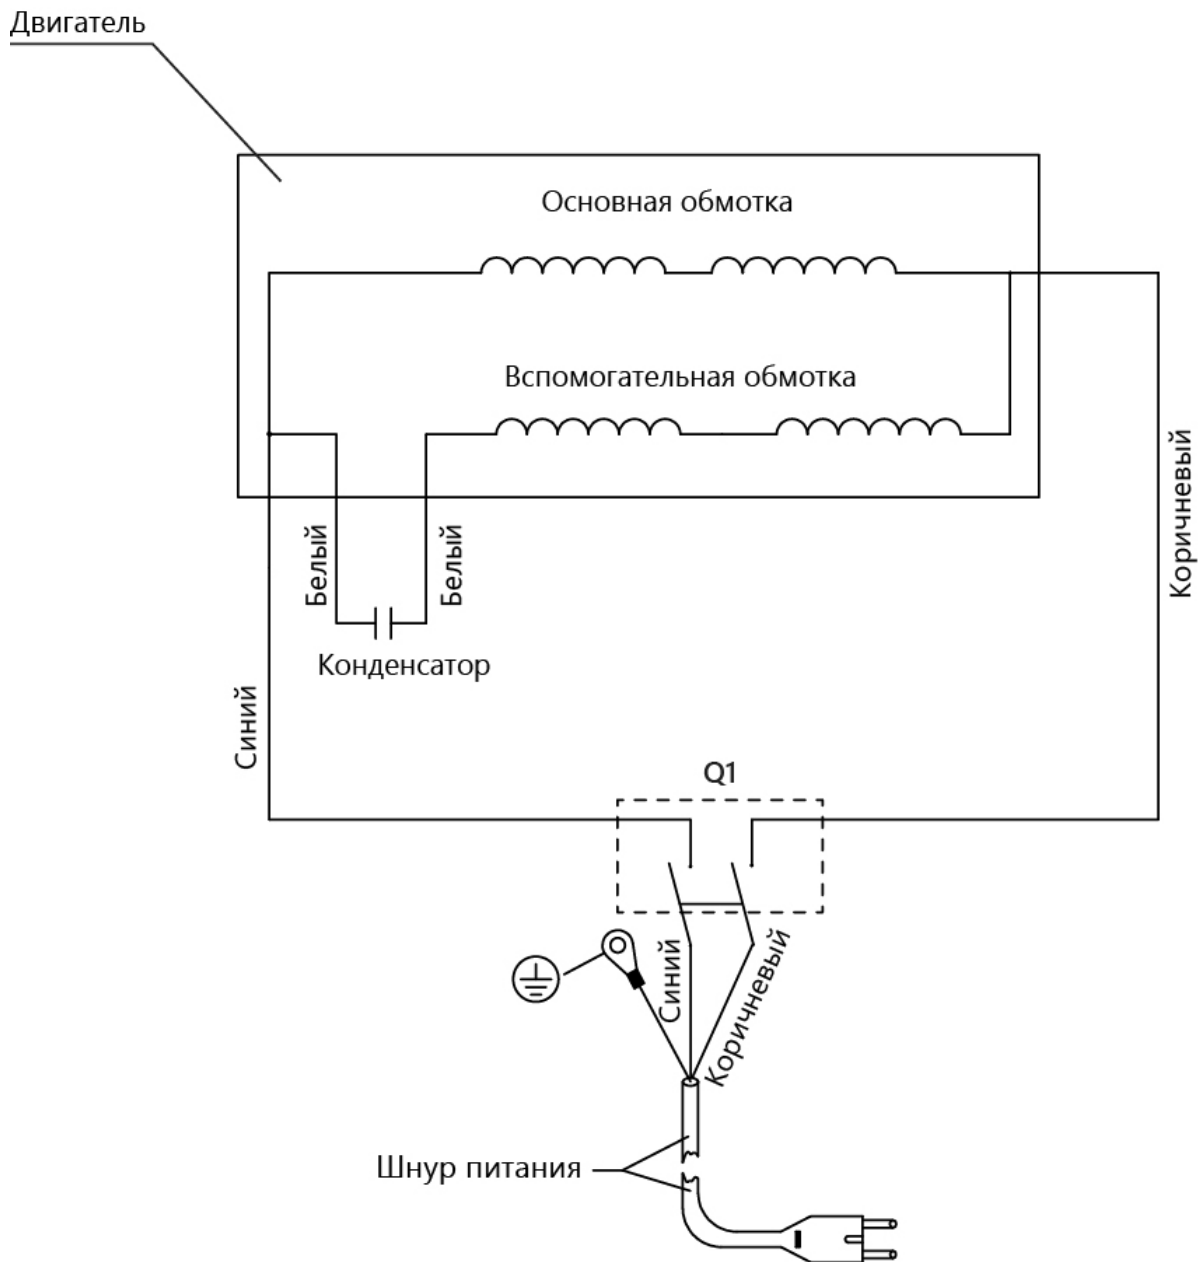 Двигатель
Основная обмотка
Вспомогательная обмотка
Белый
Белый
Коричневый
Конденсатор
Синий
Q1
Синий
Коричневый
Шнур питания